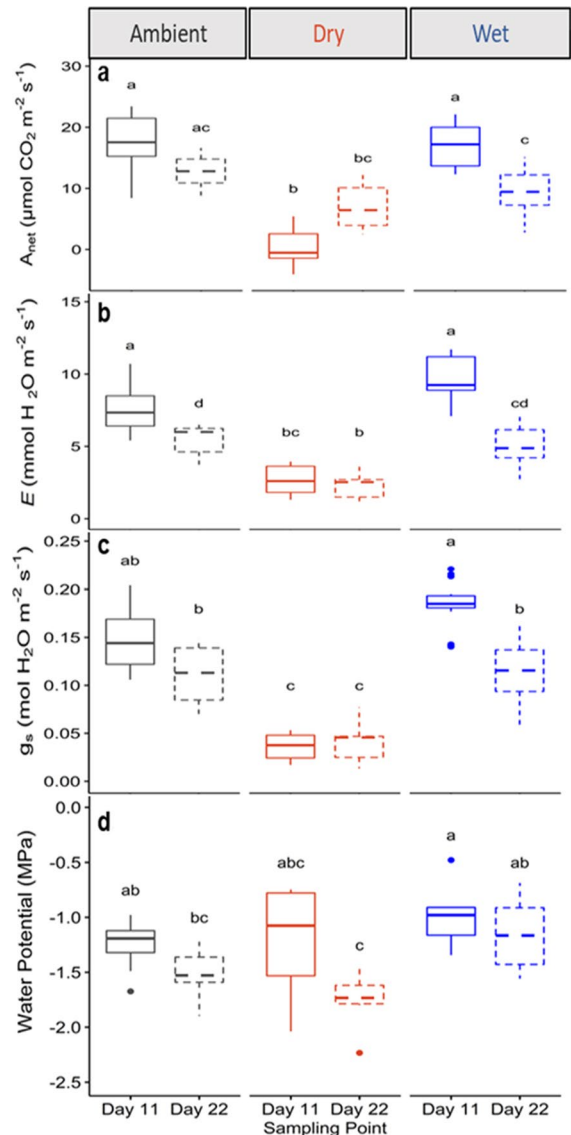 Ambient Dry Wet
a
A_net (µmol CO₂ m⁻² s⁻¹)
30
20
10
0
a ac b bc a c
b
E (mmol H₂O m⁻² s⁻¹)
15
10
5
0
a d bc b a cd
c
g_s (mol H₂O m⁻² s⁻¹)
0.25
0.20
0.15
0.10
0.05
0.00
ab b c c a b
d
Water Potential (MPa)
0.0
-0.5
-1.0
-1.5
-2.0
-2.5
ab bc abc c a ab
Day 11 Day 22 Day 11 Day 22 Day 11 Day 22
Sampling Point